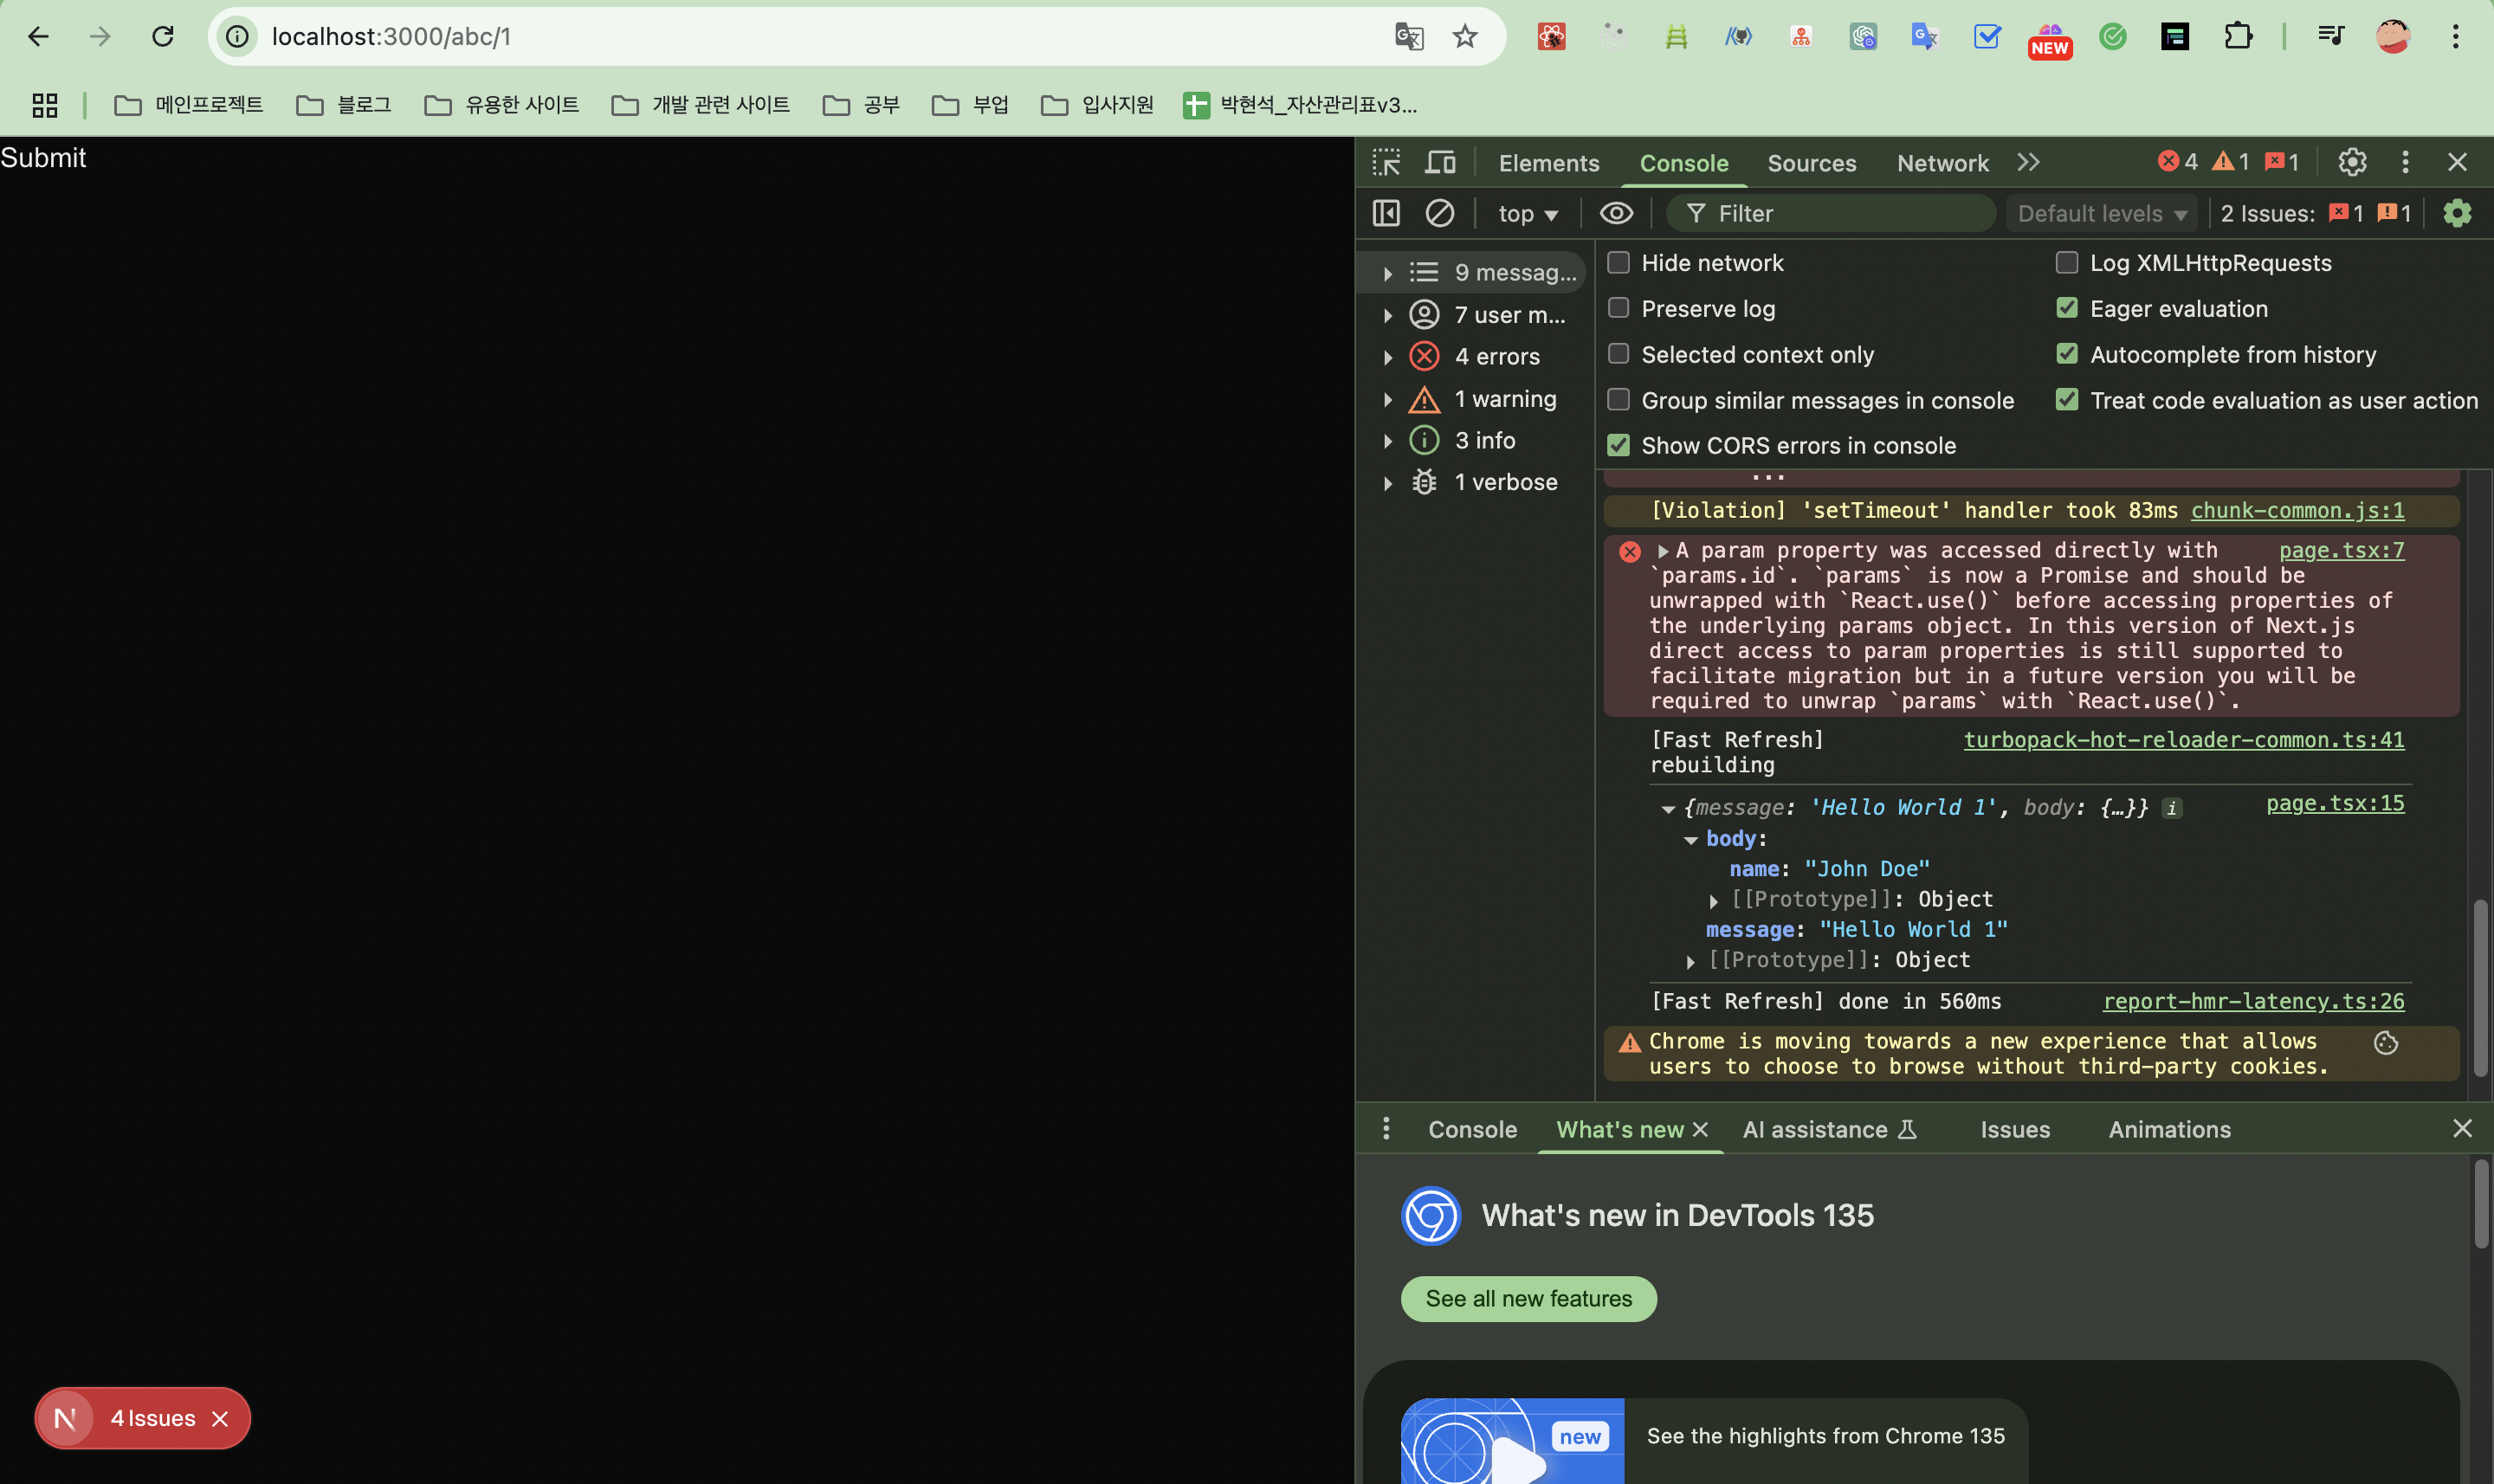 localhost:3000/abc/1
NEW
메인프로젝트
블로그
유용한 사이트
개발 관련 사이트
공부
부업
입사지원
박현석_자산관리표v3...
Submit
Elements
Console
Sources
Network
4
1
1
top
Filter
Default levels
2 Issues:
1
1
9 messag...
7 user m...
4 errors
1 warning
3 info
1 verbose
Hide network
Log XMLHttpRequests
Preserve log
Eager evaluation
Selected context only
Autocomplete from history
Group similar messages in console
Treat code evaluation as user action
Show CORS errors in console
...
[Violation] 'setTimeout' handler took 83ms chunk-common.js:1
A param property was accessed directly with page.tsx:7
`params.id`. `params` is now a Promise and should be
unwrapped with `React.use()` before accessing properties of
the underlying params object. In this version of Next.js
direct access to param properties is still supported to
facilitate migration but in a future version you will be
required to unwrap `params` with `React.use()`.
[Fast Refresh] turbopack-hot-reloader-common.ts:41
rebuilding
{message: 'Hello World 1', body: {…}} i page.tsx:15
body:
name: "John Doe"
[[Prototype]]: Object
message: "Hello World 1"
[[Prototype]]: Object
[Fast Refresh] done in 560ms report-hmr-latency.ts:26
Chrome is moving towards a new experience that allows
users to choose to browse without third-party cookies.
Console
What's new
AI assistance
Issues
Animations
What's new in DevTools 135
See all new features
new
See the highlights from Chrome 135
N
4 Issues